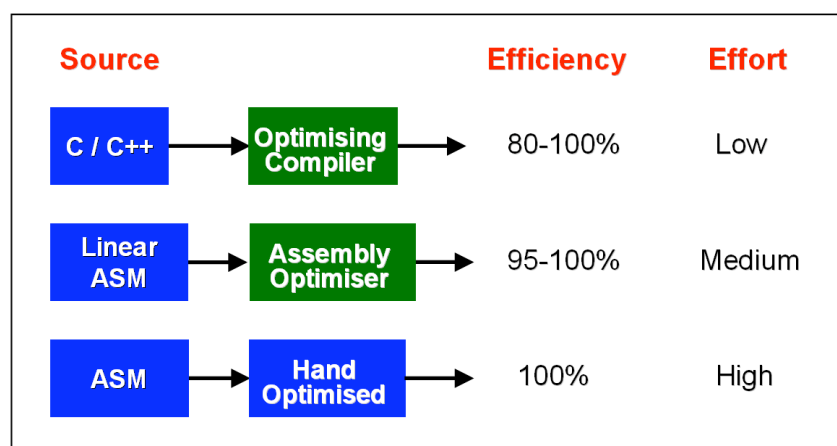 Source Efficiency Effort
C / C++ Optimising Compiler 80-100% Low
Linear ASM Assembly Optimiser 95-100% Medium
ASM Hand Optimised 100% High